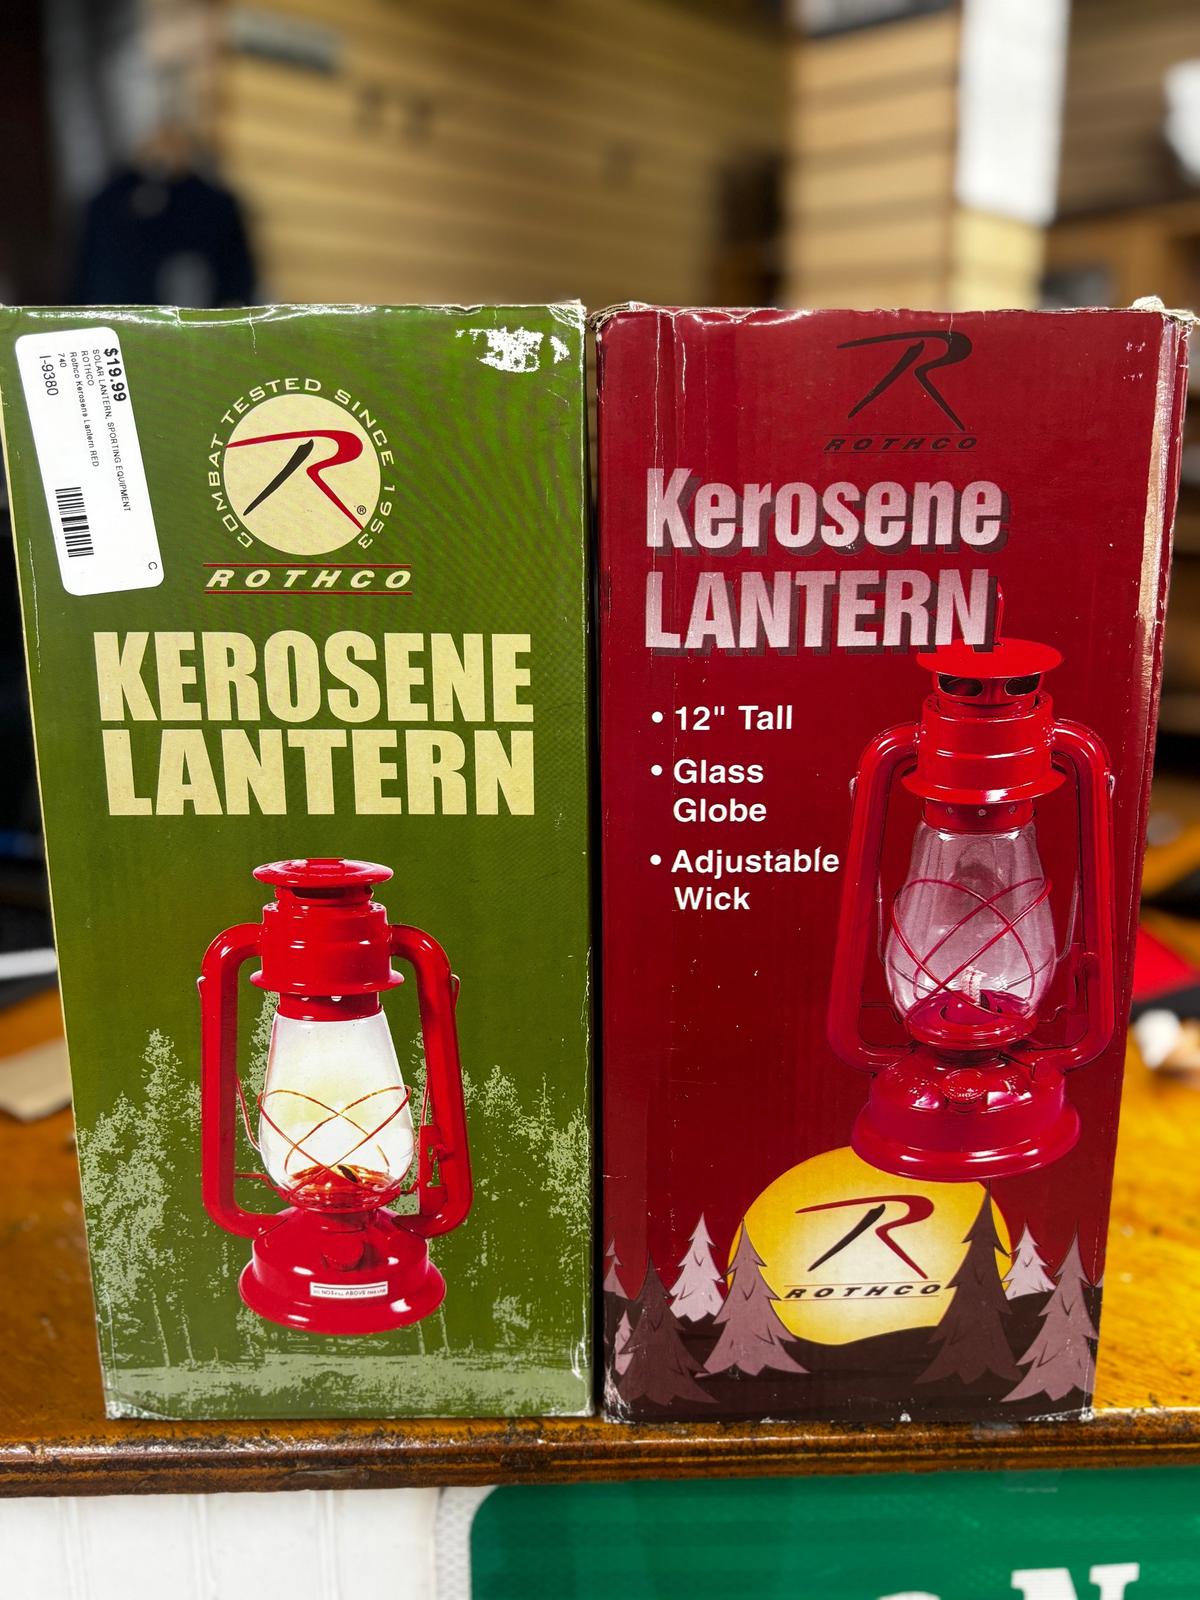 $19.99
SOLAR LANTERN, SPORTING EQUIPMENT
ROTHCO
Rothco Kerosene Lantern RED
740
I-9380
C
COMBAT TESTED SINCE 1953
R®
ROTHCO
KEROSENE
LANTERN
ABOVE
R
ROTHCO
Kerosene
LANTERN
• 12" Tall
• Glass
Globe
• Adjustable
Wick
R
ROTHCO
N